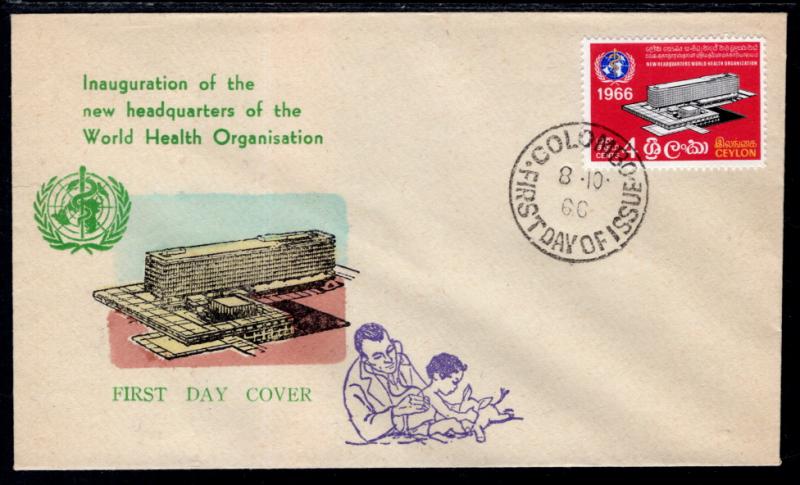 Inauguration of the
new headquarters of the
World Health Organisation
FIRST DAY COVER
NEW HEADQUARTERS WORLD HEALTH ORGANIZATION
1966
4
CENTS
ශ්‍රී ලංකා
இலங்கை
CEYLON
COLOMBO
8·10·
66
FIRST DAY OF ISSUE